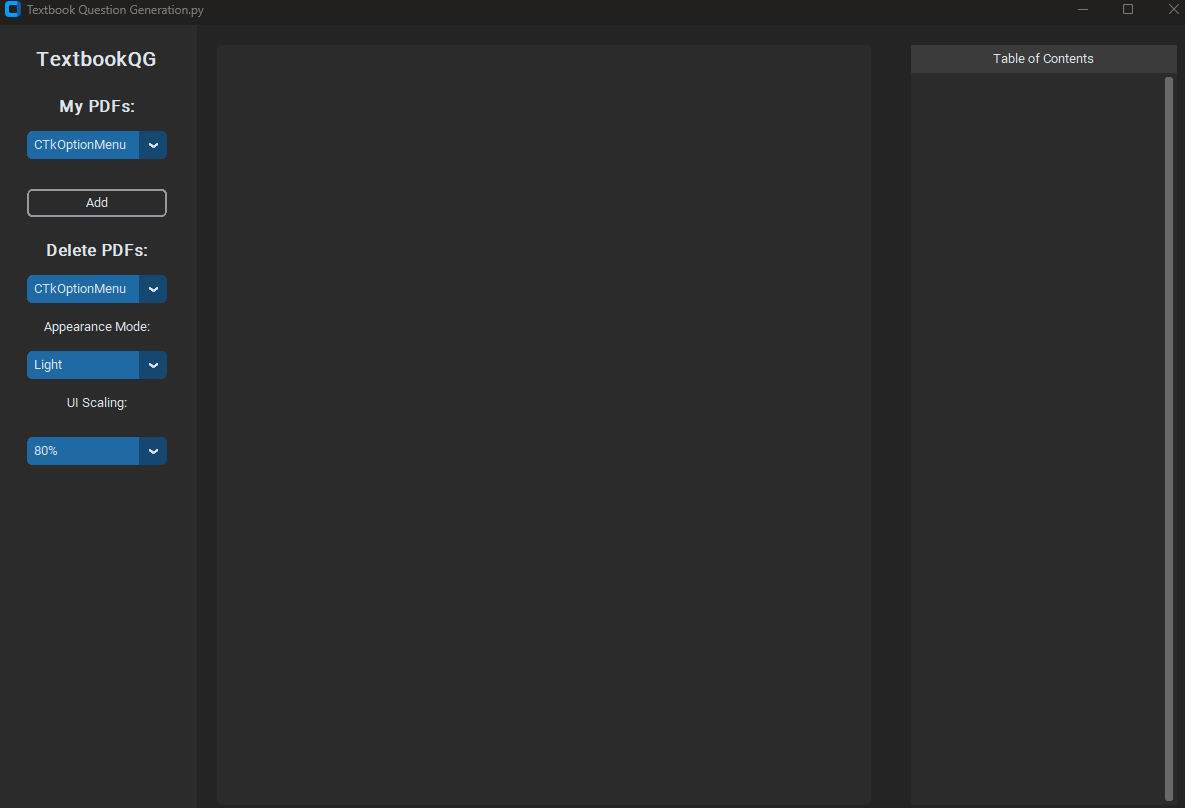 Textbook Question Generation.py
TextbookQG
My PDFs:
CTkOptionMenu
Add
Delete PDFs:
CTkOptionMenu
Appearance Mode:
Light
UI Scaling:
80%
Table of Contents